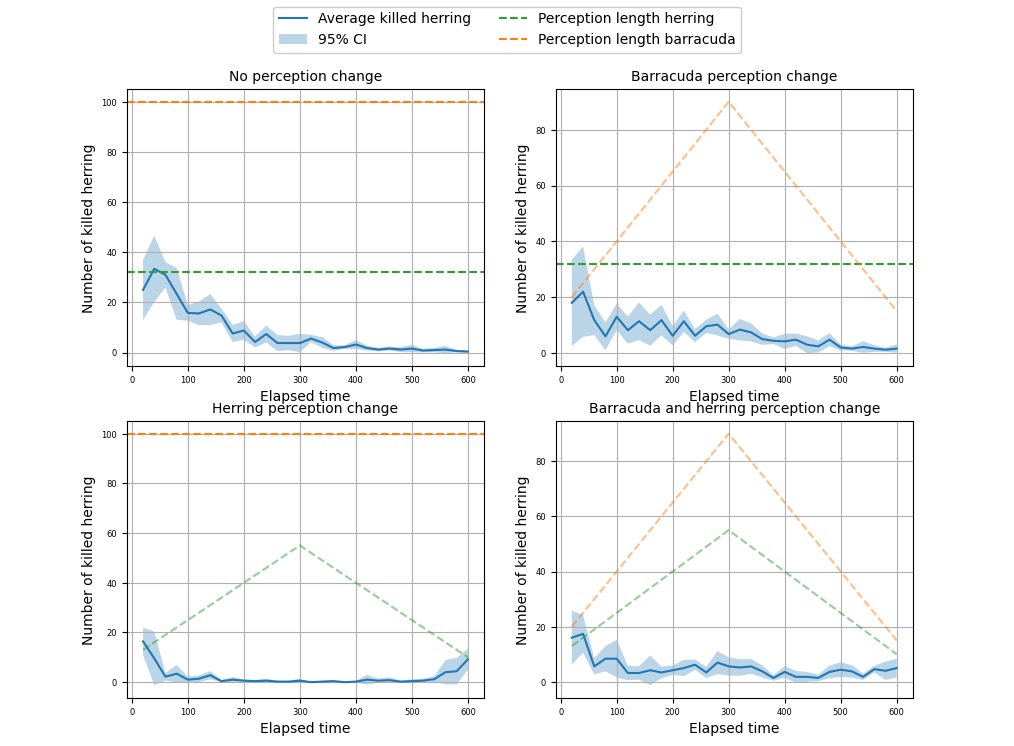 Average killed herring
95% CI
Perception length herring
Perception length barracuda
No perception change
Number of killed herring
100
80
60
40
20
0
0 100 200 300 400 500 600
Elapsed time
Barracuda perception change
Number of killed herring
80
60
40
20
0
0 100 200 300 400 500 600
Elapsed time
Herring perception change
Number of killed herring
100
80
60
40
20
0
0 100 200 300 400 500 600
Elapsed time
Barracuda and herring perception change
Number of killed herring
80
60
40
20
0
0 100 200 300 400 500 600
Elapsed time